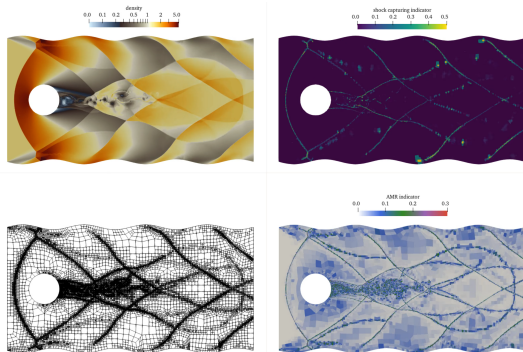 density
0.0 0.1 0.2 0.5 1 2.0 5.0
shock capturing indicator
0.0 0.1 0.2 0.3 0.4 0.5
AMR indicator
0.0 0.1 0.2 0.3